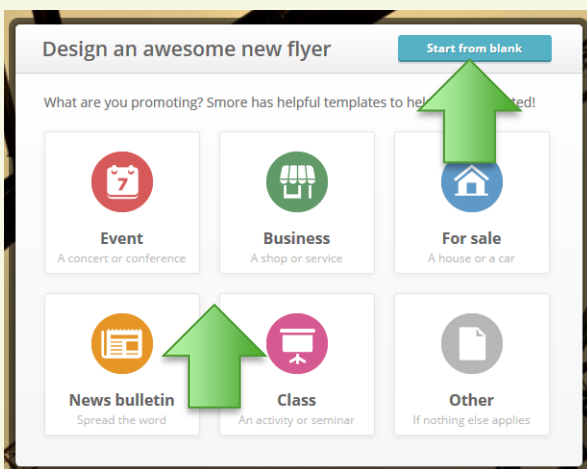 Design an awesome new flyer
Start from blank
What are you promoting? Smore has helpful templates to ted!
7
Event
A concert or conference
Business
A shop or service
For sale
A house or a car
News bulletin
Spread the word
Class
An activity or seminar
Other
If nothing else applies